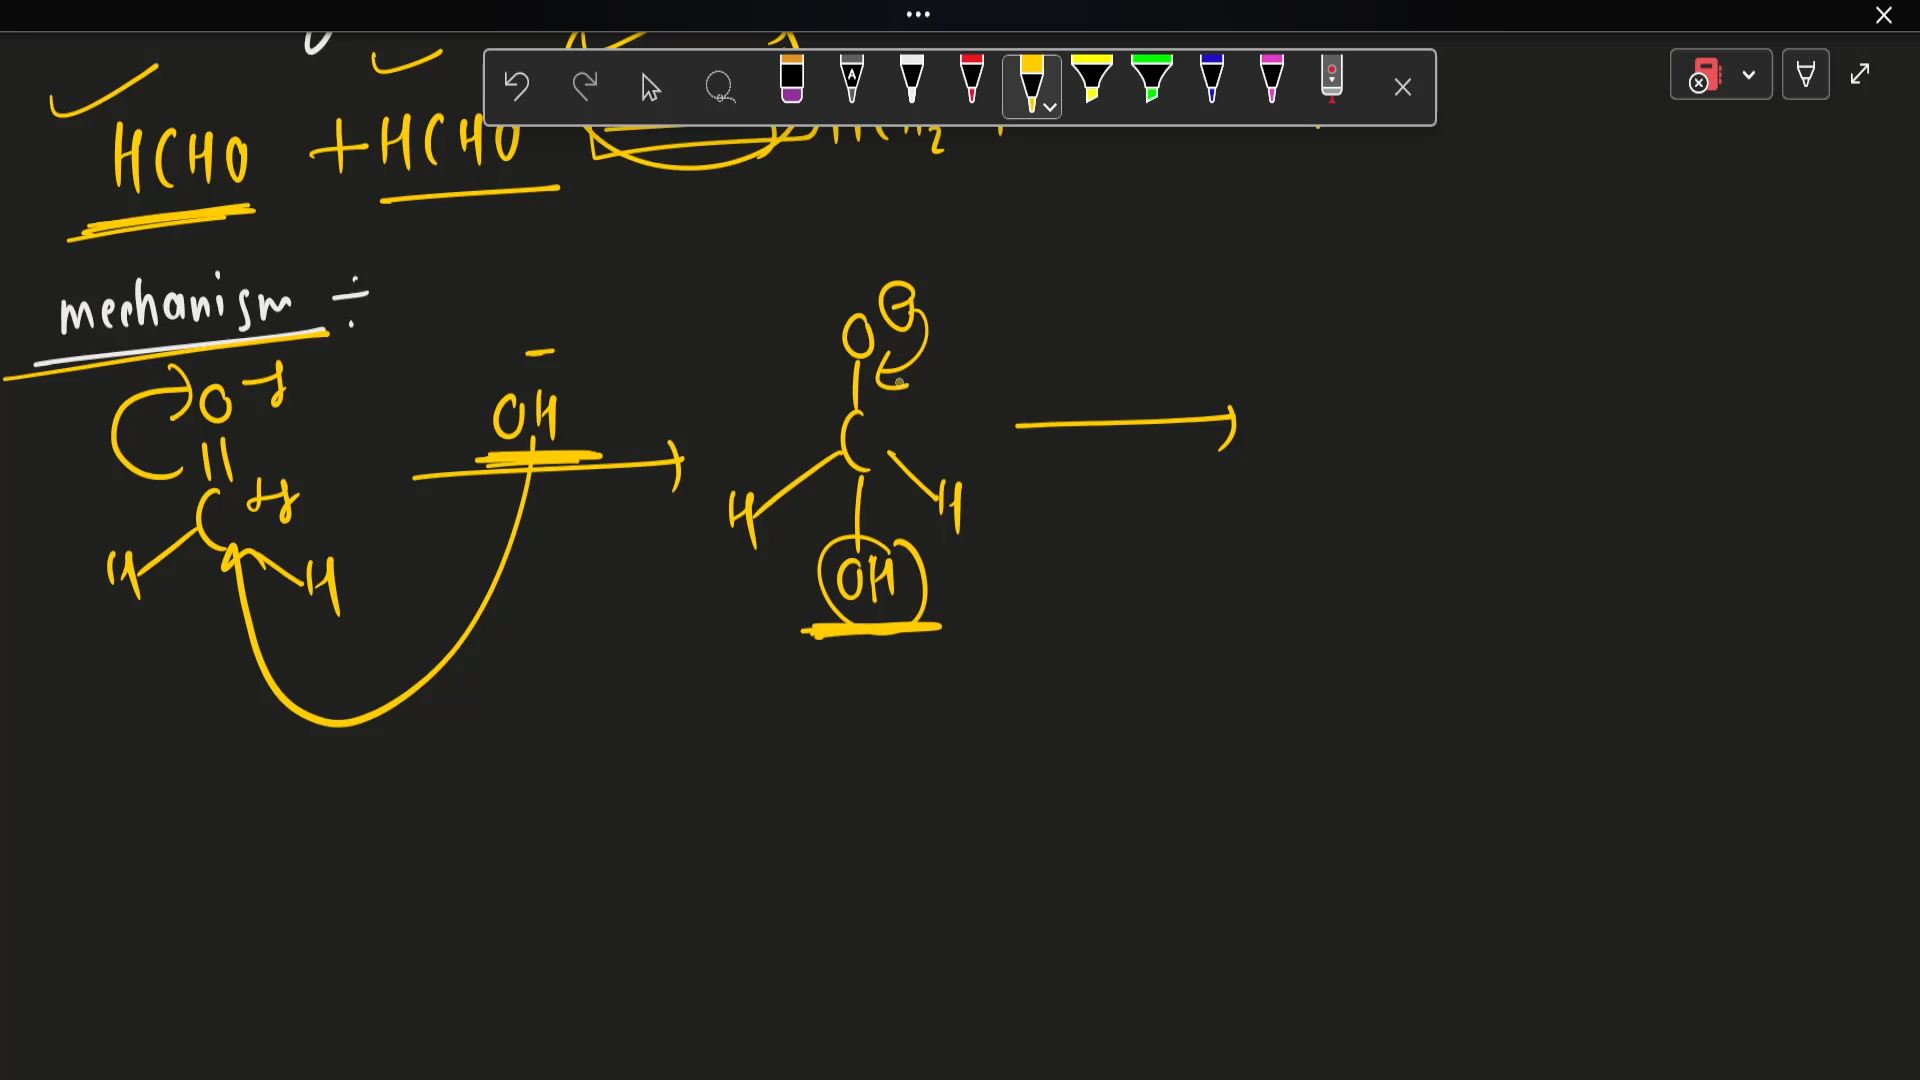 HCHO + HCHO
mechanism ÷
O -δ
C +δ
H H
OH -
O ⊖
C
H H
OH
A